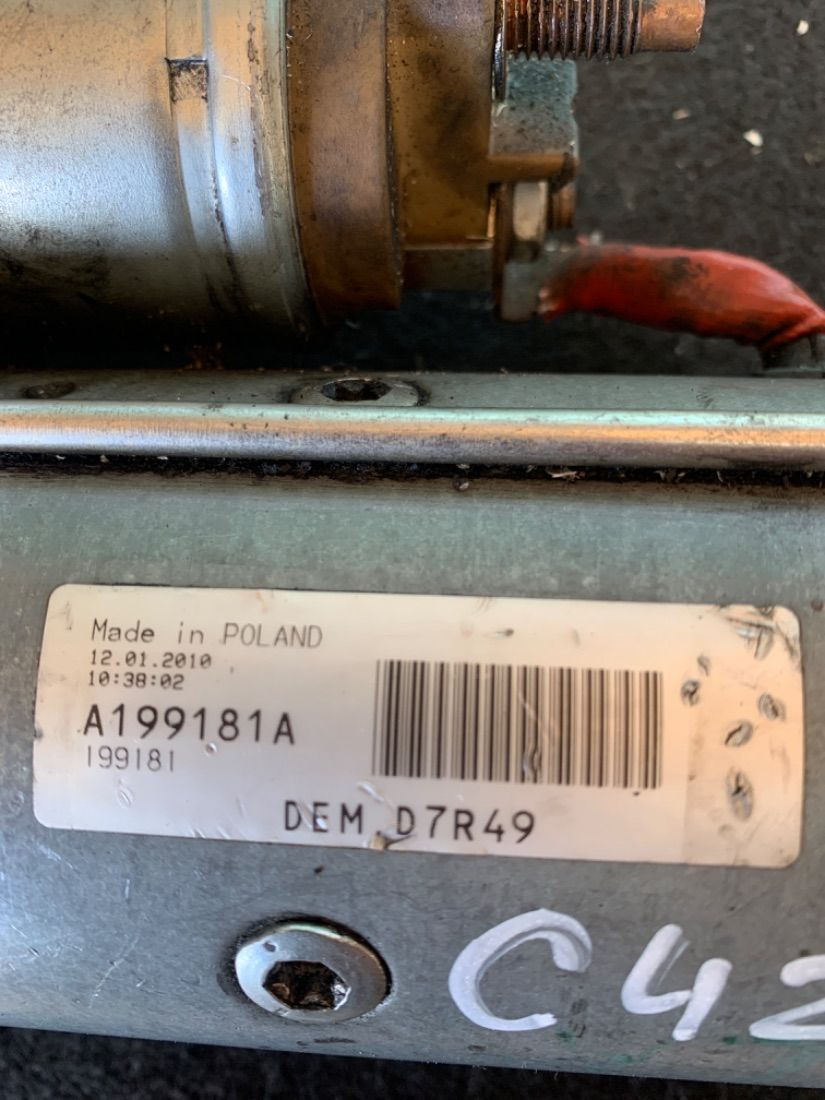 Made in POLAND
12.01.2010
10:38:02
A199181A
199181
DEM D7R49
C42